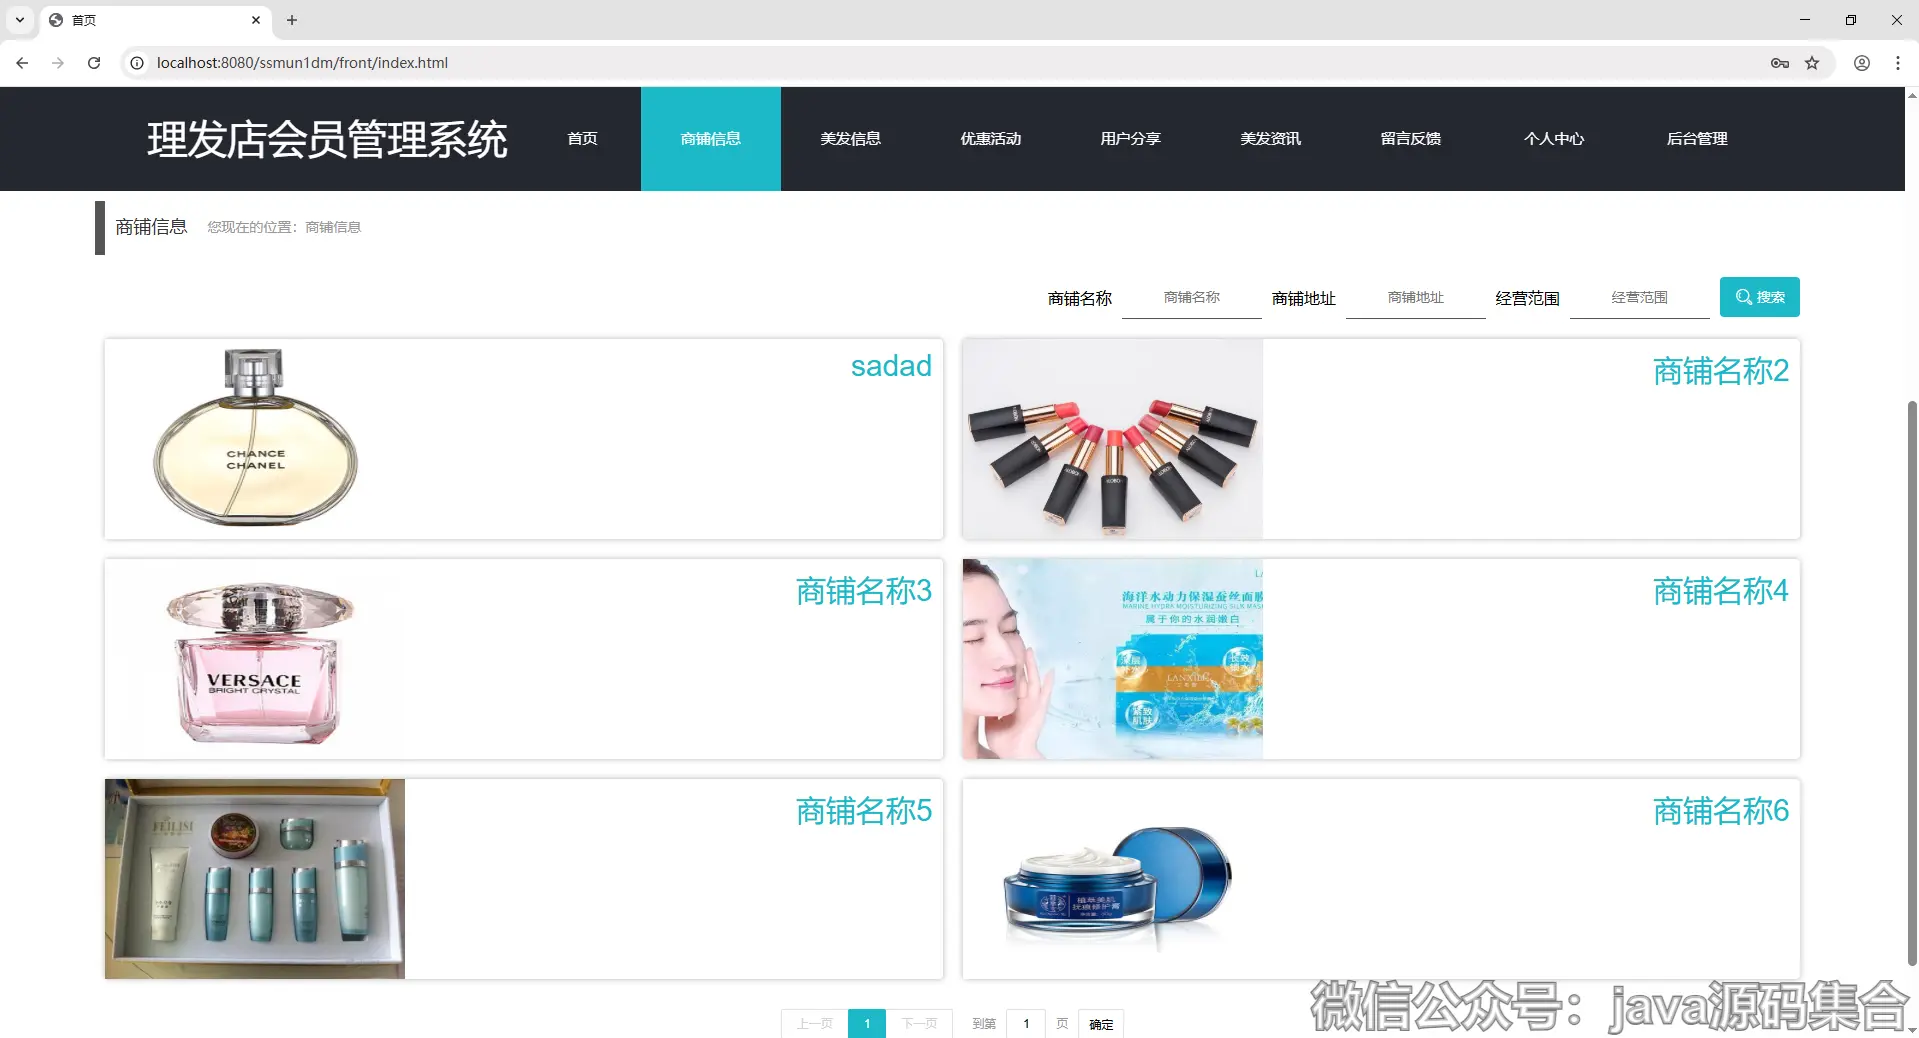 首页
localhost:8080/ssmun1dm/front/index.html
理发店会员管理系统 首页 商铺信息 美发信息 优惠活动 用户分享 美发资讯 留言反馈 个人中心 后台管理
商铺信息 您现在的位置：商铺信息
商铺名称 商铺名称 商铺地址 商铺地址 经营范围 经营范围 搜索
sadad
CHANCE
CHANEL
商铺名称2
商铺名称3
VERSACE
BRIGHT CRYSTAL
商铺名称4
海洋水动力保湿蚕丝面膜
MARINE HYDRA MOISTURIZING SILK MASK
属于你的水润嫩白
长效
紧致
肌肤
商铺名称5
FEILISI
商铺名称6
上一页 1 下一页 到第 1 页 确定
微信公众号：java源码集合